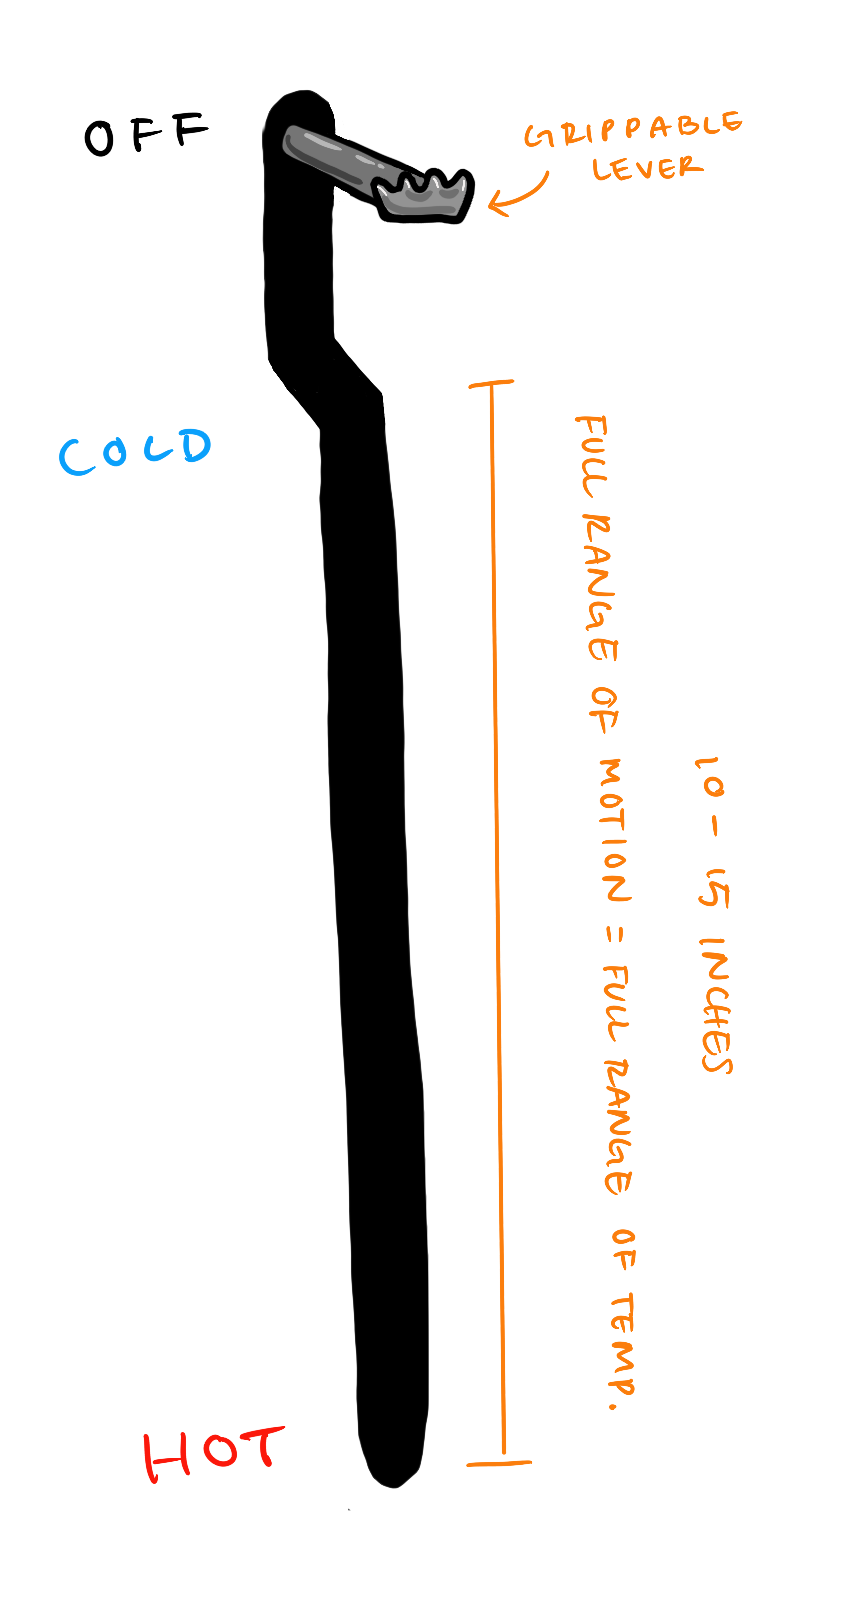 OFF
GRIPPABLE
LEVER
COLD
FULL RANGE OF MOTION = FULL RANGE OF TEMP.
10 - 15 INCHES
HOT